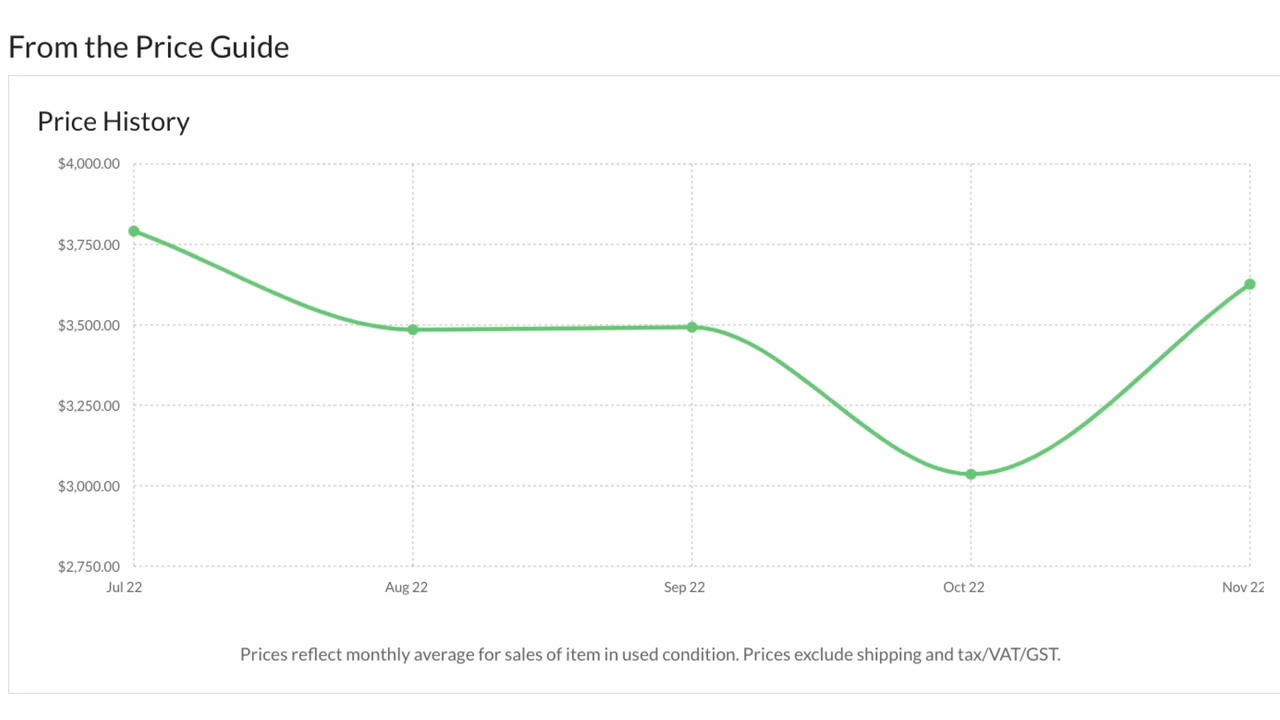 From the Price Guide
Price History
$4,000.00
$3,750.00
$3,500.00
$3,250.00
$3,000.00
$2,750.00
Jul 22
Aug 22
Sep 22
Oct 22
Nov 22
Prices reflect monthly average for sales of item in used condition. Prices exclude shipping and tax/VAT/GST.